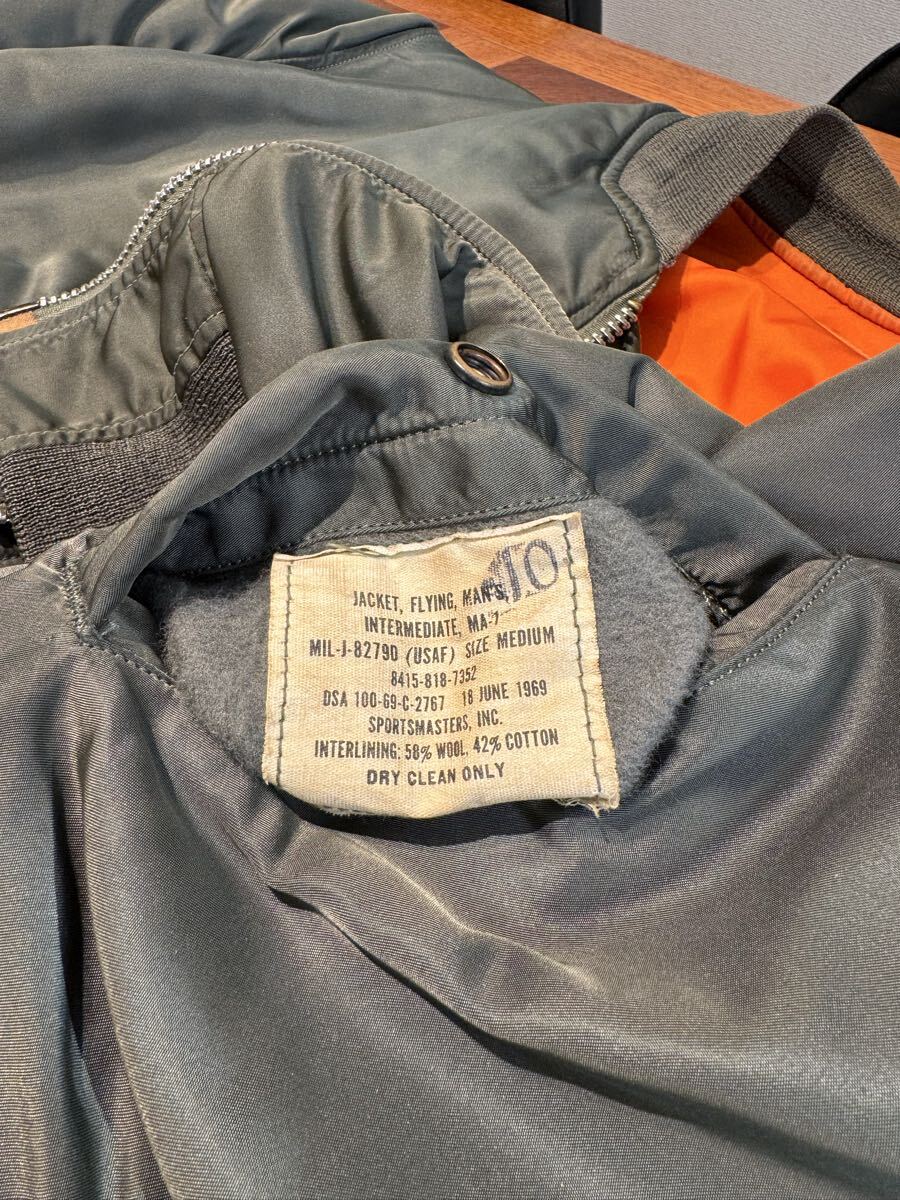 10
JACKET, FLYING, MAN'S,
INTERMEDIATE, MA-1
MIL-J-8279D (USAF) SIZE MEDIUM
8415-818-7352
DSA 100-69-C-2767 18 JUNE 1969
SPORTSMASTERS, INC.
INTERLINING: 58% WOOL, 42% COTTON
DRY CLEAN ONLY